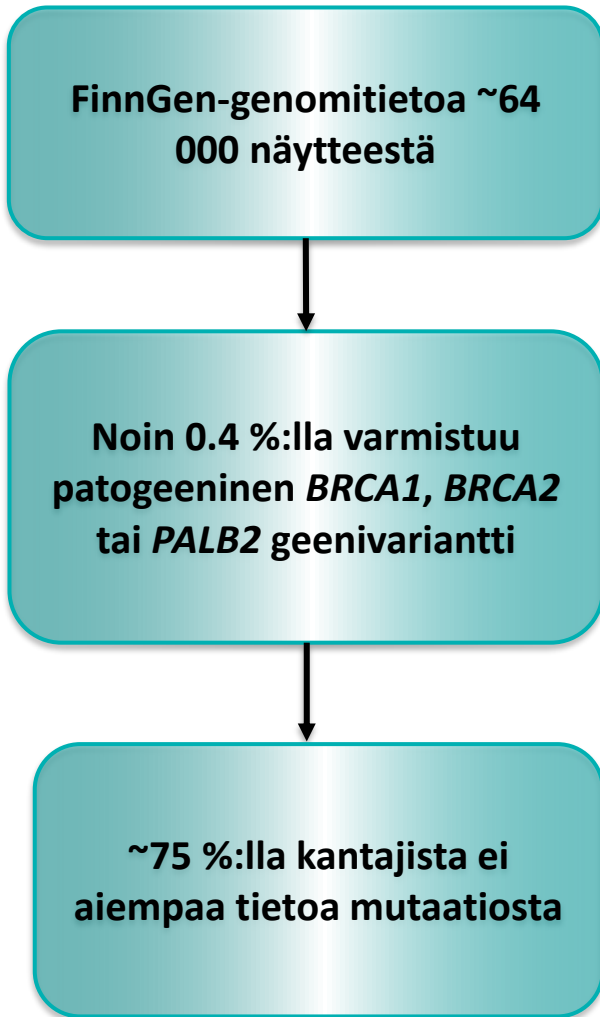 FinnGen-genomitietoa ~64
000 näytteestä
Noin 0.4 %:lla varmistuu
patogeeninen BRCA1, BRCA2
tai PALB2 geenivariantti
~75 %:lla kantajista ei
aiempaa tietoa mutaatiosta